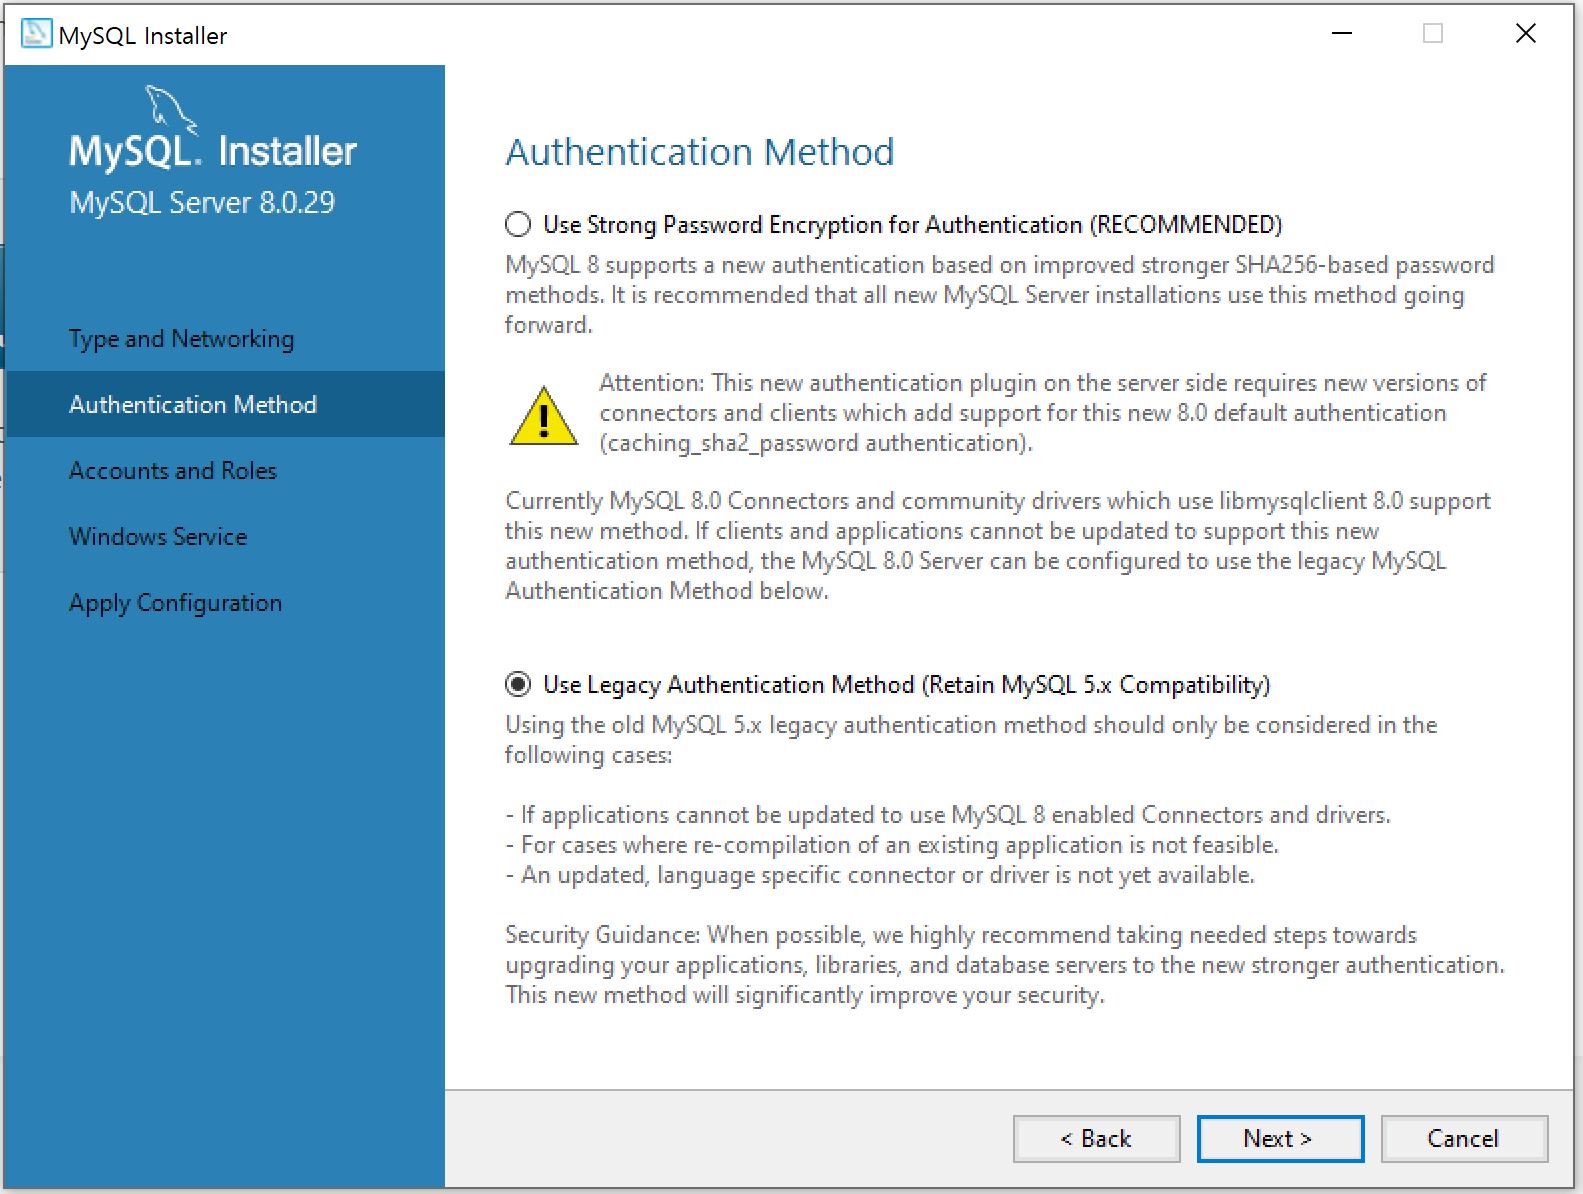 MySQL Installer
MySQL. Installer
MySQL Server 8.0.29
Type and Networking
Authentication Method
Accounts and Roles
Windows Service
Apply Configuration
Authentication Method
Use Strong Password Encryption for Authentication (RECOMMENDED)
MySQL 8 supports a new authentication based on improved stronger SHA256-based password
methods. It is recommended that all new MySQL Server installations use this method going
forward.
Attention: This new authentication plugin on the server side requires new versions of
connectors and clients which add support for this new 8.0 default authentication
(caching_sha2_password authentication).
Currently MySQL 8.0 Connectors and community drivers which use libmysqlclient 8.0 support
this new method. If clients and applications cannot be updated to support this new
authentication method, the MySQL 8.0 Server can be configured to use the legacy MySQL
Authentication Method below.
Use Legacy Authentication Method (Retain MySQL 5.x Compatibility)
Using the old MySQL 5.x legacy authentication method should only be considered in the
following cases:
- If applications cannot be updated to use MySQL 8 enabled Connectors and drivers.
- For cases where re-compilation of an existing application is not feasible.
- An updated, language specific connector or driver is not yet available.
Security Guidance: When possible, we highly recommend taking needed steps towards
upgrading your applications, libraries, and database servers to the new stronger authentication.
This new method will significantly improve your security.
< Back
Next >
Cancel